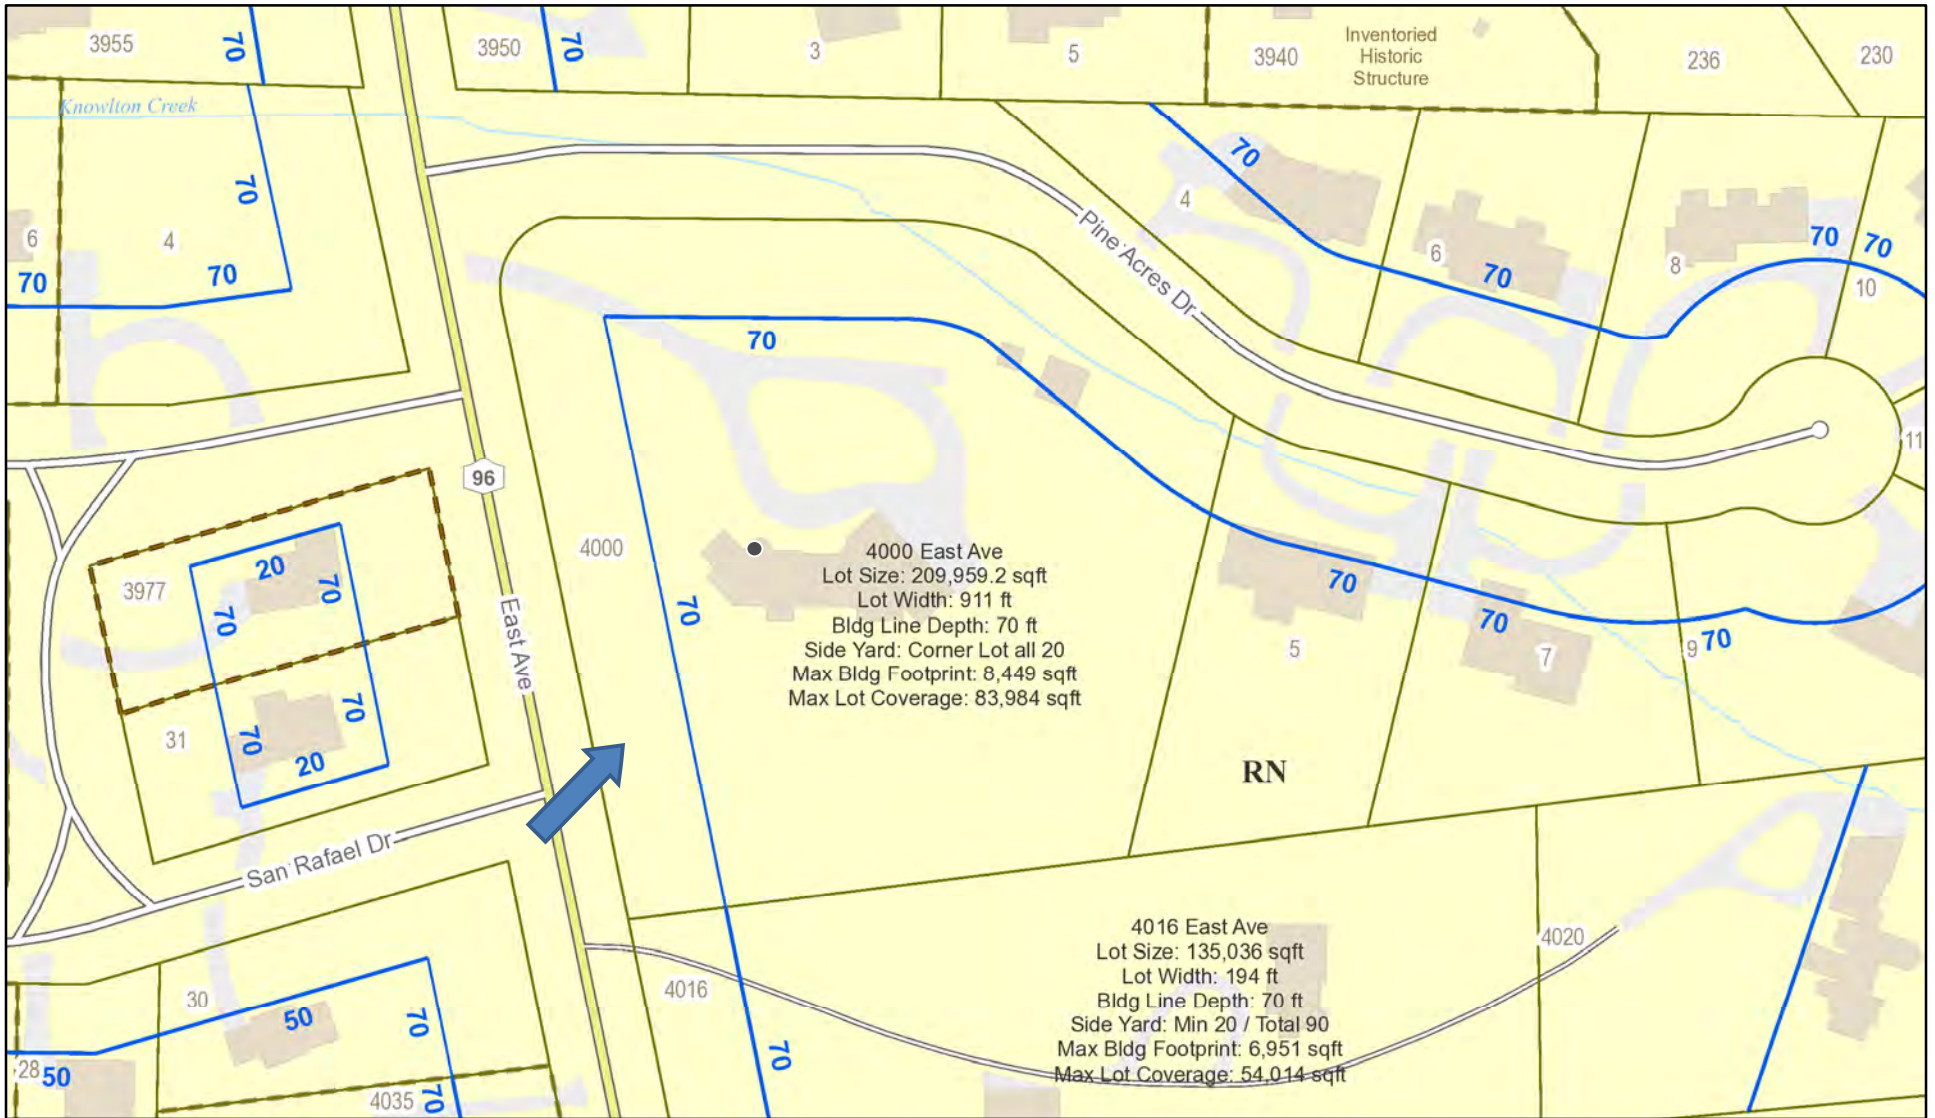 3955
70
3950
70
3
5
3940
Inventoried
Historic
Structure
236
230
Knowlton Creek
70
4
6
70
70
4
70
Pine Acres Dr
6
70
8
70
70
10
70
11
96
3977
20
70
70
4000
70
4000 East Ave
Lot Size: 209,959.2 sqft
Lot Width: 911 ft
Bldg Line Depth: 70 ft
Side Yard: Corner Lot all 20
Max Bldg Footprint: 8,449 sqft
Max Lot Coverage: 83,984 sqft
East Ave
70
5
70
7
9
70
31
70
70
20
RN
San Rafael Dr
4016 East Ave
Lot Size: 135,036 sqft
Lot Width: 194 ft
Bldg Line Depth: 70 ft
Side Yard: Min 20 / Total 90
Max Bldg Footprint: 6,951 sqft
Max Lot Coverage: 54,014 sqft
4020
4016
30
50
70
70
28
50
4035
70